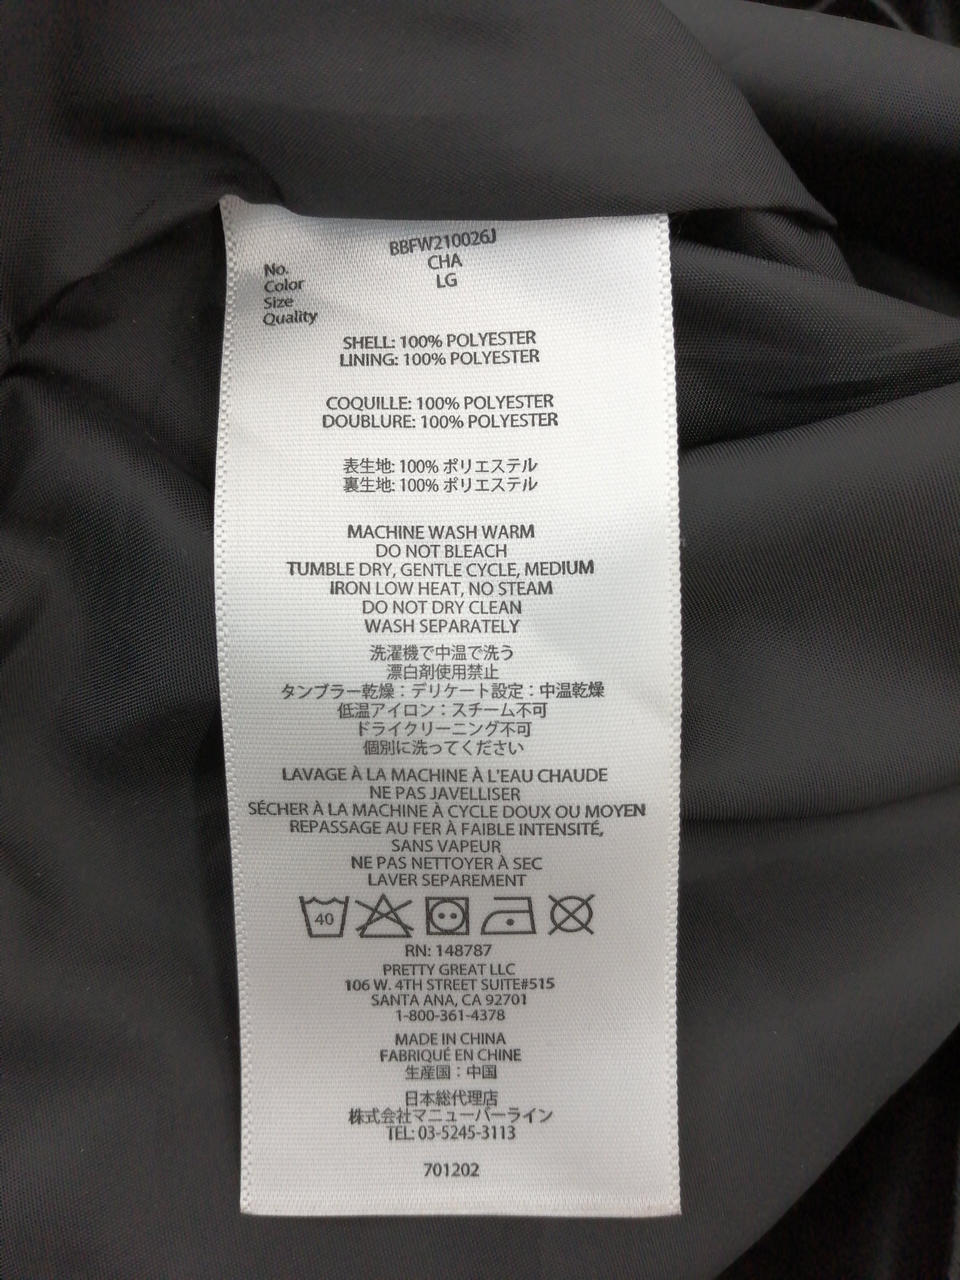 BBFW210026J
No.
CHA
Color
LG
Size
Quality
SHELL: 100% POLYESTER
LINING: 100% POLYESTER
COQUILLE: 100% POLYESTER
DOUBLURE: 100% POLYESTER
表生地: 100% ポリエステル
裏生地: 100% ポリエステル
MACHINE WASH WARM
DO NOT BLEACH
TUMBLE DRY, GENTLE CYCLE, MEDIUM
IRON LOW HEAT, NO STEAM
DO NOT DRY CLEAN
WASH SEPARATELY
洗濯機で中温で洗う
漂白剤使用禁止
タンブラー乾燥：デリケート設定：中温乾燥
低温アイロン：スチーム不可
ドライクリーニング不可
個別に洗ってください
LAVAGE À LA MACHINE À L'EAU CHAUDE
NE PAS JAVELLISER
SÉCHER À LA MACHINE À CYCLE DOUX OU MOYEN
REPASSAGE AU FER À FAIBLE INTENSITÉ,
SANS VAPEUR
NE PAS NETTOYER À SEC
LAVER SEPAREMENT
40
RN: 148787
PRETTY GREAT LLC
106 W. 4TH STREET SUITE#515
SANTA ANA, CA 92701
1-800-361-4378
MADE IN CHINA
FABRIQUÉ EN CHINE
生産国：中国
日本総代理店
株式会社マニューバーライン
TEL: 03-5245-3113
701202